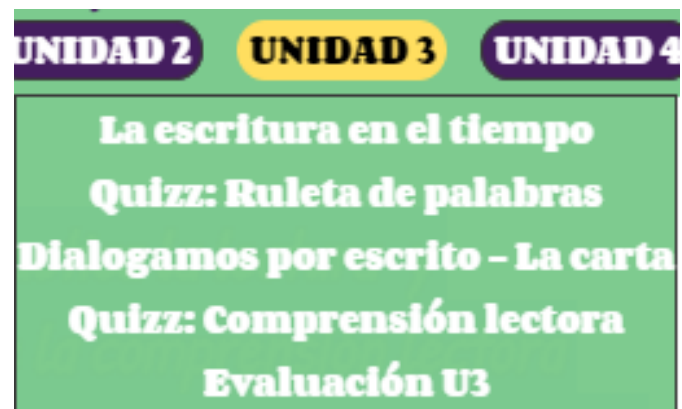 UNIDAD 2 UNIDAD 3 UNIDAD 4
La escritura en el tiempo
Quizz: Ruleta de palabras
Dialogamos por escrito - La carta
Quizz: Comprensión lectora
Evaluación U3